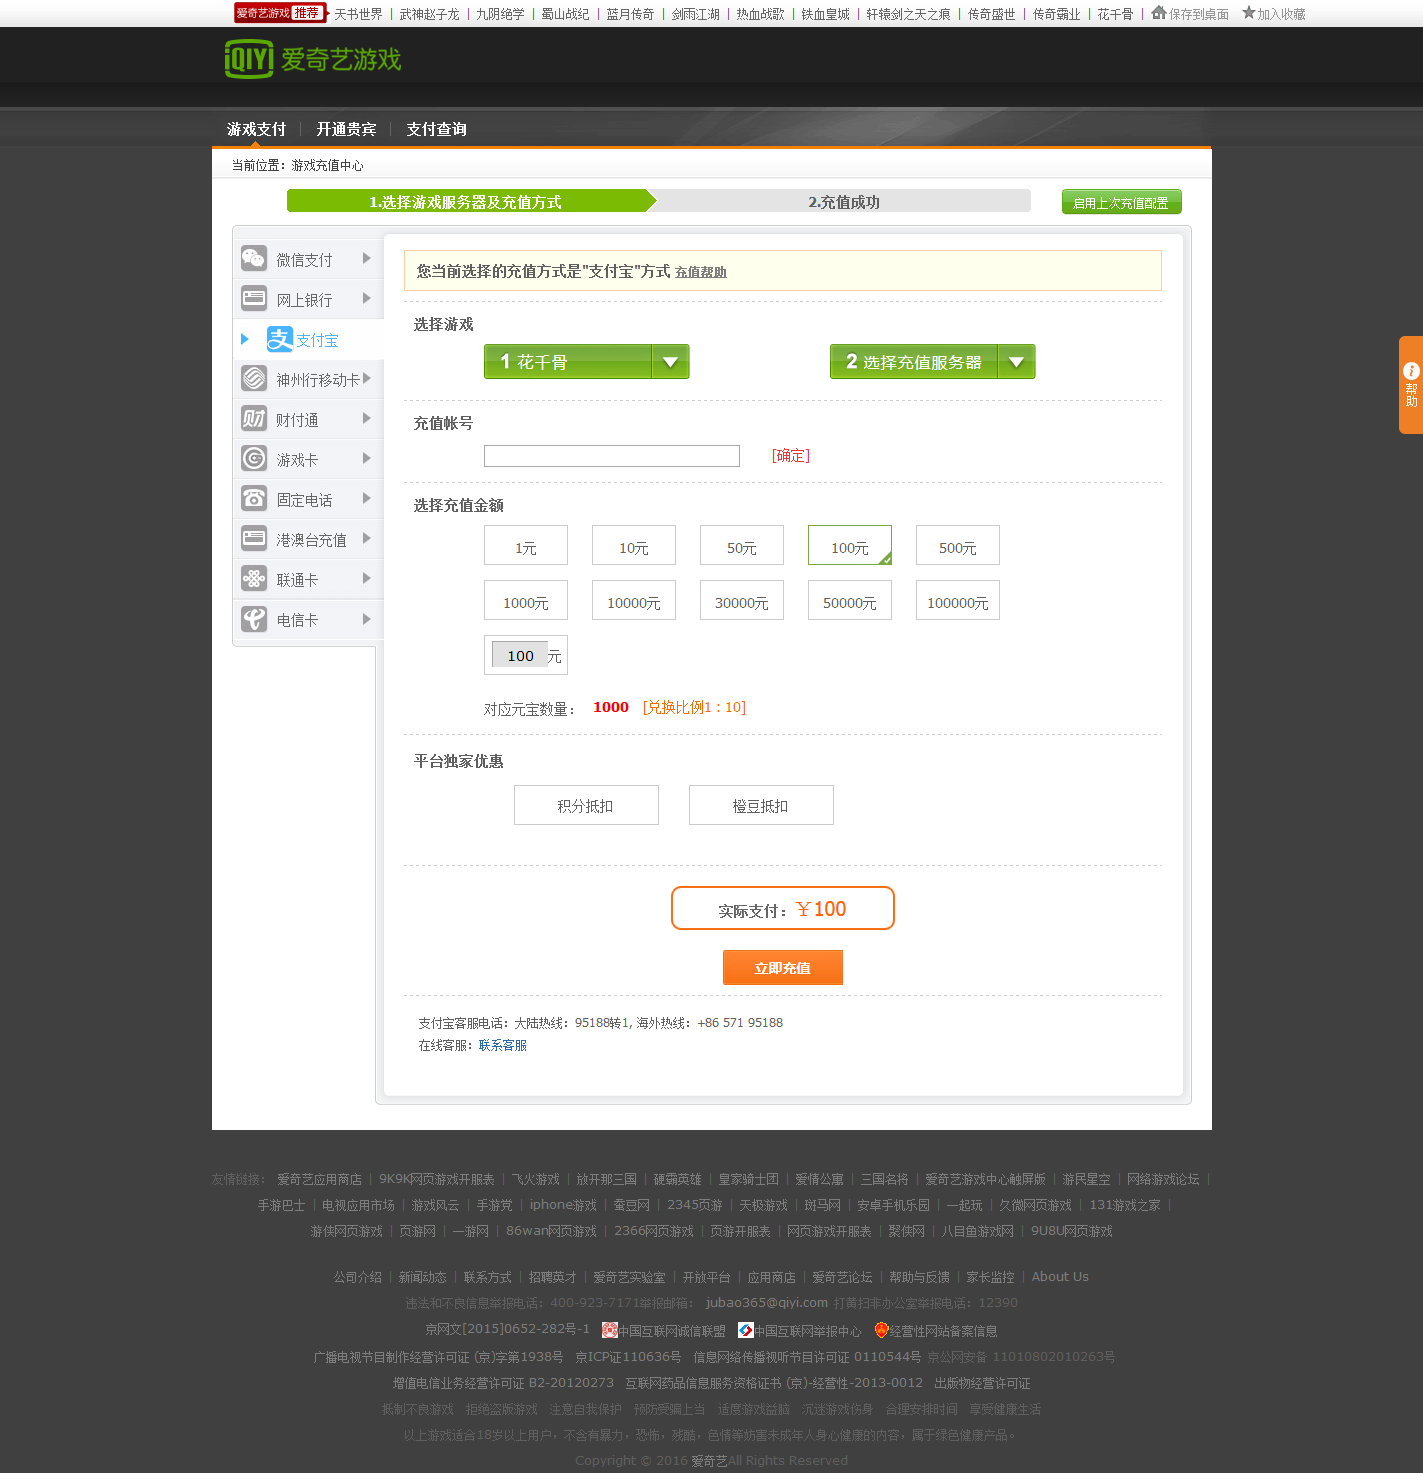 爱奇艺游戏 推荐 天书世界 | 武神赵子龙 | 九阴绝学 | 蜀山战纪 | 蓝月传奇 | 剑雨江湖 | 热血战歌 | 铁血皇城 | 轩辕剑之天之痕 | 传奇盛世 | 传奇霸业 | 花千骨 | 保存到桌面 加入收藏
iQIYI 爱奇艺游戏
游戏支付 | 开通贵宾 | 支付查询
当前位置：游戏充值中心
1.选择游戏服务器及充值方式 2.充值成功 启用上次充值配置
微信支付
网上银行
支付宝
神州行移动卡
财付通
游戏卡
固定电话
港澳台充值
联通卡
电信卡
您当前选择的充值方式是"支付宝"方式 充值帮助
选择游戏
1 花千骨 2 选择充值服务器
充值帐号
[确定]
选择充值金额
1元 10元 50元 100元 500元
1000元 10000元 30000元 50000元 100000元
100 元
对应元宝数量： 1000 [兑换比例1 : 10]
平台独家优惠
积分抵扣 橙豆抵扣
实际支付：￥100
立即充值
支付宝客服电话：大陆热线：95188转1, 海外热线：+86 571 95188
在线客服：联系客服
帮助
友情链接： 爱奇艺应用商店 | 9K9K网页游戏开服表 | 飞火游戏 | 放开那三国 | 硬霸英雄 | 皇家骑士团 | 爱情公寓 | 三国名将 | 爱奇艺游戏中心触屏版 | 游民星空 | 网络游戏论坛 |
手游巴士 | 电视应用市场 | 游戏风云 | 手游党 | iphone游戏 | 蚕豆网 | 2345页游 | 天极游戏 | 斑马网 | 安卓手机乐园 | 一起玩 | 久微网页游戏 | 131游戏之家 |
游侠网页游戏 | 页游网 | 一游网 | 86wan网页游戏 | 2366网页游戏 | 页游开服表 | 网页游戏开服表 | 聚侠网 | 八目鱼游戏网 | 9U8U网页游戏
公司介绍 | 新闻动态 | 联系方式 | 招聘英才 | 爱奇艺实验室 | 开放平台 | 应用商店 | 爱奇艺论坛 | 帮助与反馈 | 家长监控 | About Us
违法和不良信息举报电话：400-923-7171举报邮箱： jubao365@qiyi.com 打黄扫非办公室举报电话：12390
京网文[2015]0652-282号-1 中国互联网诚信联盟 中国互联网举报中心 经营性网站备案信息
广播电视节目制作经营许可证 (京)字第1938号 京ICP证110636号 信息网络传播视听节目许可证 0110544号 京公网安备 11010802010263号
增值电信业务经营许可证 B2-20120273 互联网药品信息服务资格证书 (京)-经营性-2013-0012 出版物经营许可证
抵制不良游戏 拒绝盗版游戏 注意自我保护 预防受骗上当 适度游戏益脑 沉迷游戏伤身 合理安排时间 享受健康生活
以上游戏适合18岁以上用户，不含有暴力，恐怖，残酷，色情等妨害未成年人身心健康的内容，属于绿色健康产品。
Copyright © 2016 爱奇艺All Rights Reserved